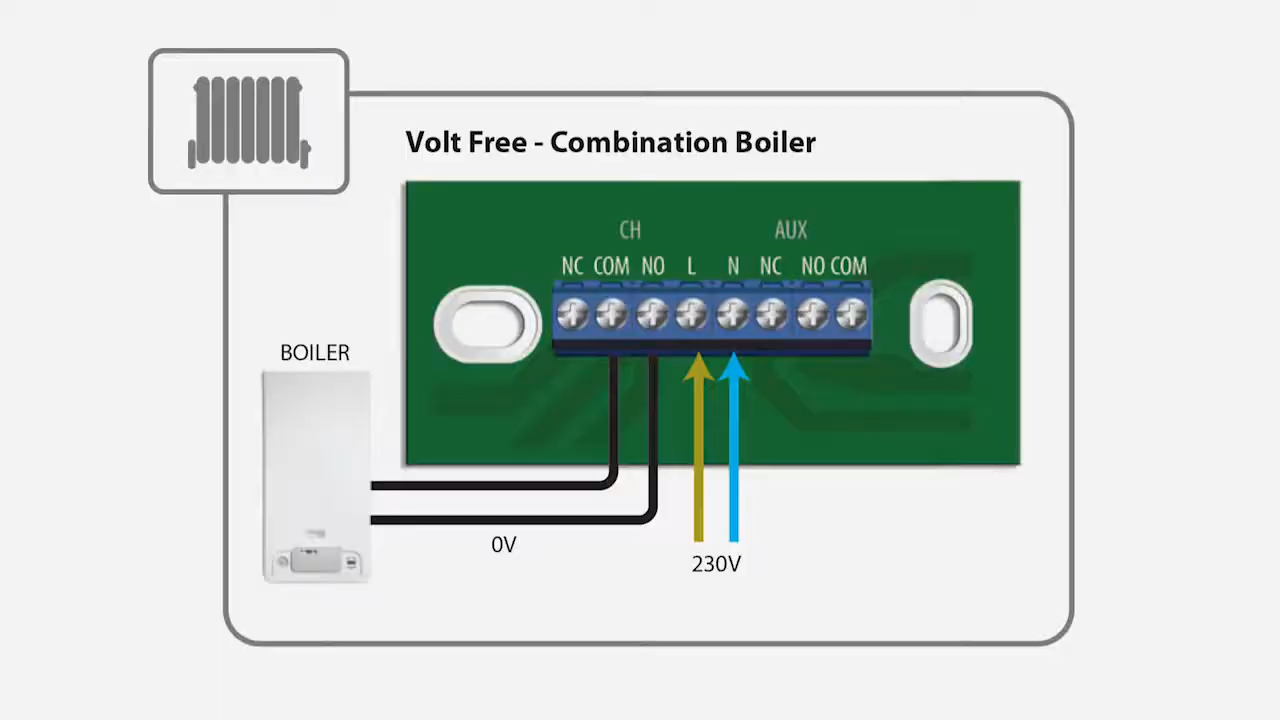 Volt Free - Combination Boiler
CH AUX
NC COM NO L N NC NO COM
BOILER
0V
230V